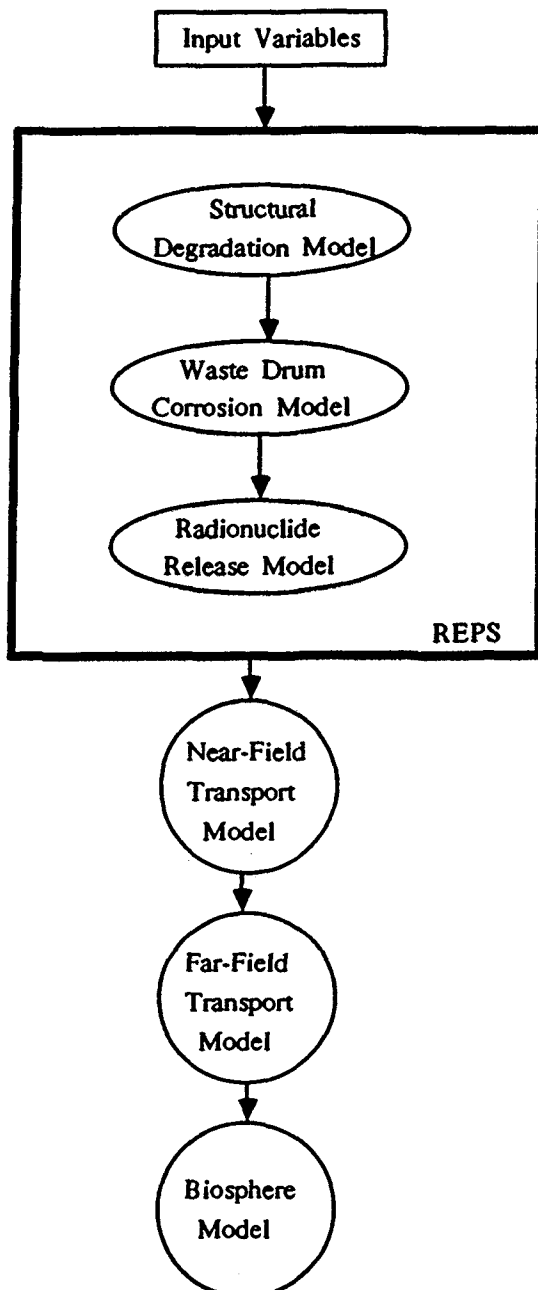 Input Variables
Structural
Degradation Model
Waste Drum
Corrosion Model
Radionuclide
Release Model
REPS
Near-Field
Transport
Model
Far-Field
Transport
Model
Biosphere
Model